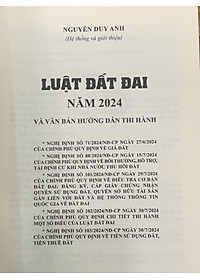 NGUYỄN DUY ANH
(Hệ thống và giới thiệu)
LUẬT ĐẤT ĐAI
NĂM 2024
VÀ VĂN BẢN HƯỚNG DẪN THI HÀNH
* NGHỊ ĐỊNH SỐ 71/2024/NĐ-CP NGÀY 27/6/2024
CỦA CHÍNH PHỦ QUY ĐỊNH VỀ GIÁ ĐẤT
* NGHỊ ĐỊNH SỐ 88/2024/NĐ-CP NGÀY 15/7/2024
CỦA CHÍNH PHỦ QUY ĐỊNH VỀ BỒI THƯỜNG, HỖ TRỢ,
TÁI ĐỊNH CƯ KHI NHÀ NƯỚC THU HỒI ĐẤT
* NGHỊ ĐỊNH SỐ 101/2024/NĐ-CP NGÀY 29/7/2024
CỦA CHÍNH PHỦ QUY ĐỊNH VỀ ĐIỀU TRA CƠ BẢN
ĐẤT ĐAI; ĐĂNG KÝ, CẤP GIẤY CHỨNG NHẬN
QUYỀN SỬ DỤNG ĐẤT, QUYỀN SỞ HỮU TÀI SẢN
GẮN LIỀN VỚI ĐẤT VÀ HỆ THỐNG THÔNG TIN
QUỐC GIA VỀ ĐẤT ĐAI
* NGHỊ ĐỊNH SỐ 102/2024/NĐ-CP NGÀY 30/7/2024
CỦA CHÍNH PHỦ QUY ĐỊNH CHI TIẾT THI HÀNH
MỘT SỐ ĐIỀU CỦA LUẬT ĐẤT ĐAI
* NGHỊ ĐỊNH SỐ 103/2024/NĐ-CP NGÀY 30/7/2024
CỦA CHÍNH PHỦ QUY ĐỊNH VỀ TIỀN SỬ DỤNG ĐẤT,
TIỀN THUÊ ĐẤT